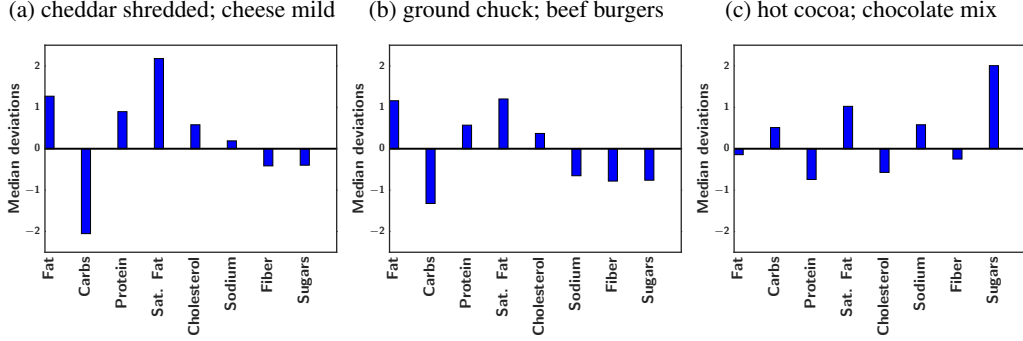 (a) cheddar shredded; cheese mild
Median deviations
2
1
0
−1
−2
Fat
Carbs
Protein
Sat. Fat
Cholesterol
Sodium
Fiber
Sugars
(b) ground chuck; beef burgers
Median deviations
2
1
0
−1
−2
Fat
Carbs
Protein
Sat. Fat
Cholesterol
Sodium
Fiber
Sugars
(c) hot cocoa; chocolate mix
Median deviations
2
1
0
−1
−2
Fat
Carbs
Protein
Sat. Fat
Cholesterol
Sodium
Fiber
Sugars